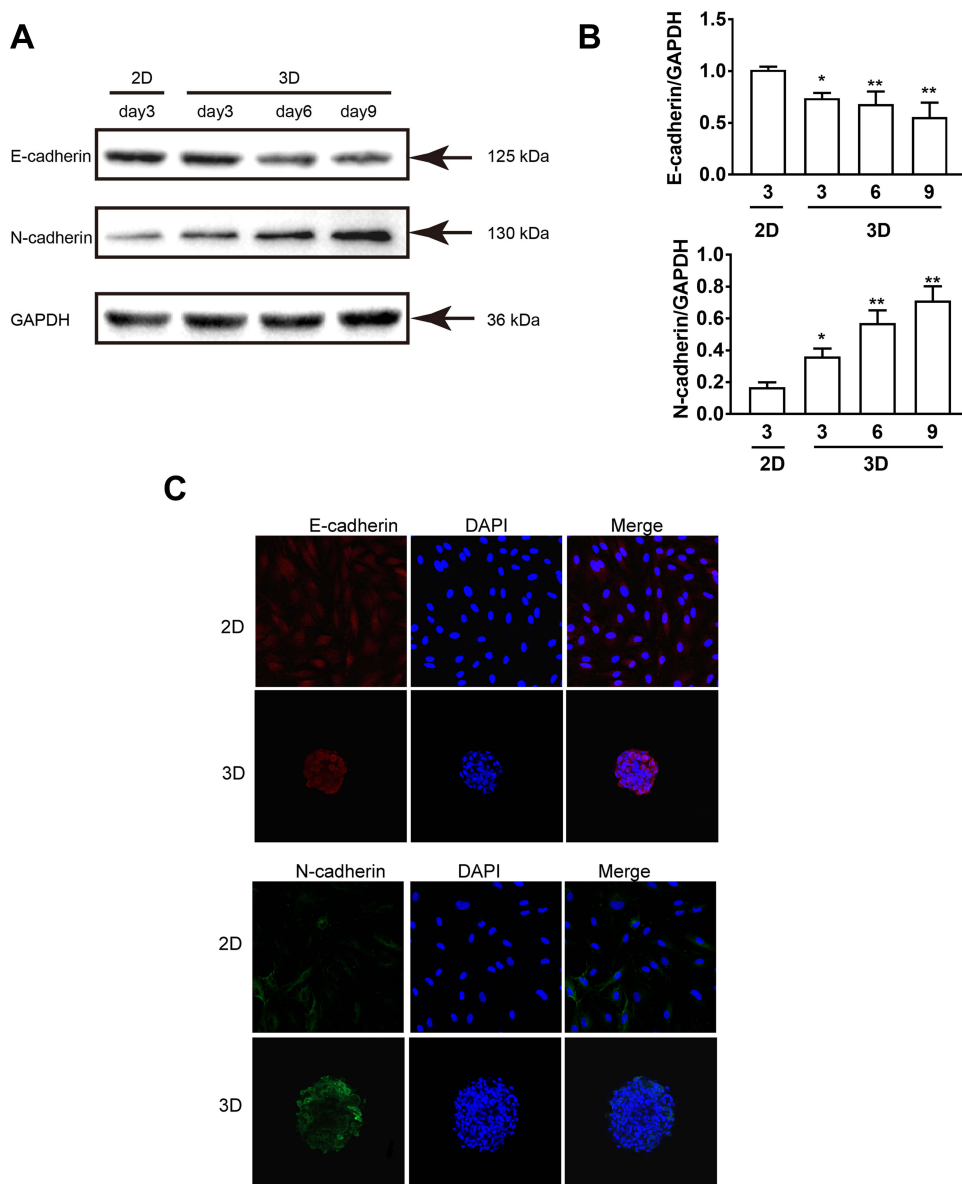 A
2D 3D
day3 day3 day6 day9
E-cadherin 125 kDa
N-cadherin 130 kDa
GAPDH 36 kDa
B
E-cadherin/GAPDH
1.5
1.0
0.5
0.0
* ** **
3 3 6 9
2D 3D
N-cadherin/GAPDH
1.0
0.8
0.6
0.4
0.2
0.0
* ** **
3 3 6 9
2D 3D
C
E-cadherin DAPI Merge
2D
3D
N-cadherin DAPI Merge
2D
3D